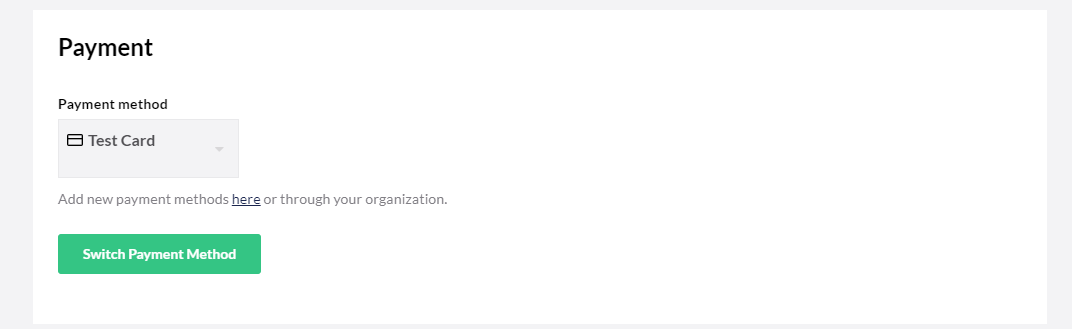 Payment
Payment method
Test Card
Add new payment methods here or through your organization.
Switch Payment Method